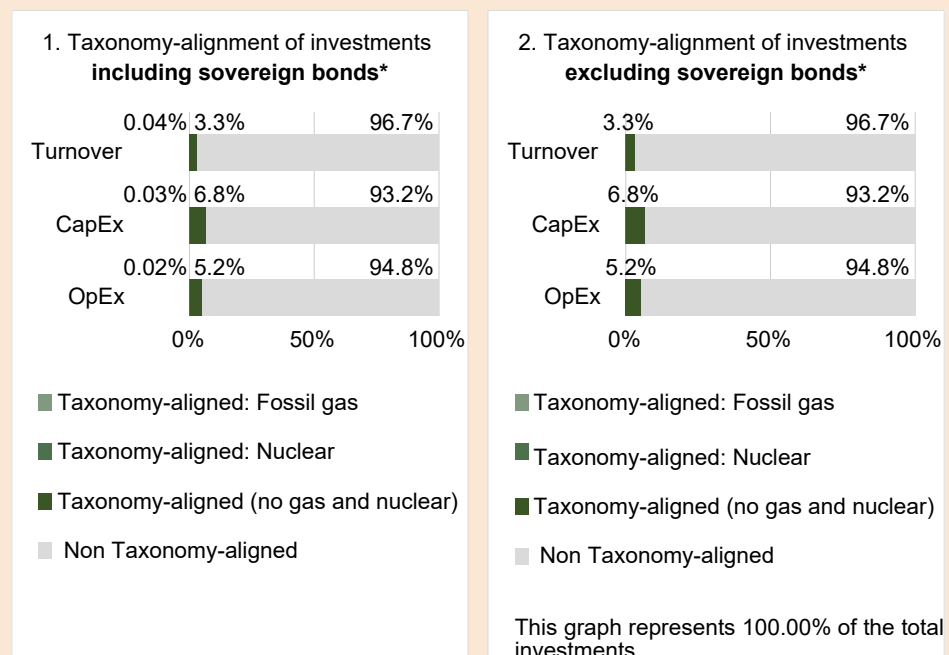 1. Taxonomy-alignment of investments
including sovereign bonds*
0.04% 3.3% 96.7%
Turnover
0.03% 6.8% 93.2%
CapEx
0.02% 5.2% 94.8%
OpEx
0% 50% 100%
Taxonomy-aligned: Fossil gas
Taxonomy-aligned: Nuclear
Taxonomy-aligned (no gas and nuclear)
Non Taxonomy-aligned
2. Taxonomy-alignment of investments
excluding sovereign bonds*
3.3% 96.7%
Turnover
6.8% 93.2%
CapEx
5.2% 94.8%
OpEx
0% 50% 100%
Taxonomy-aligned: Fossil gas
Taxonomy-aligned: Nuclear
Taxonomy-aligned (no gas and nuclear)
Non Taxonomy-aligned
This graph represents 100.00% of the total
investments